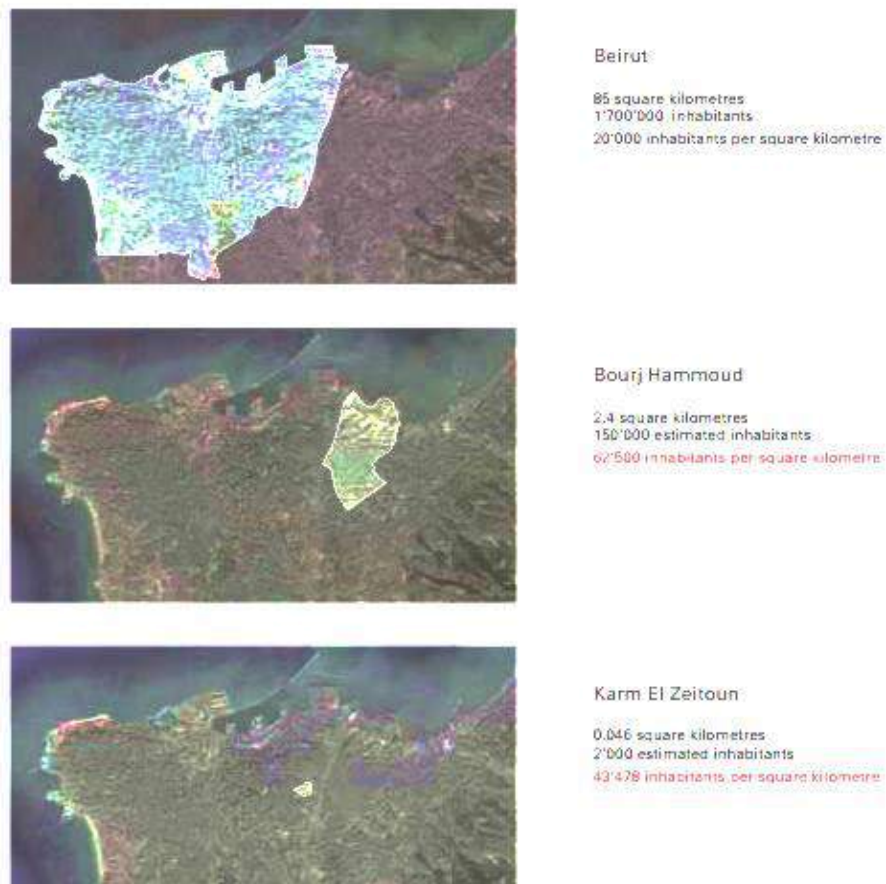 Beirut
85 square kilometres
1'700'000 inhabitants
20'000 inhabitants per square kilometre
Bourj Hammoud
2.4 square kilometres
150'000 estimated inhabitants
62'500 inhabitants per square kilometre
Karm El Zeitoun
0.046 square kilometres
2'000 estimated inhabitants
43'478 inhabitants per square kilometre